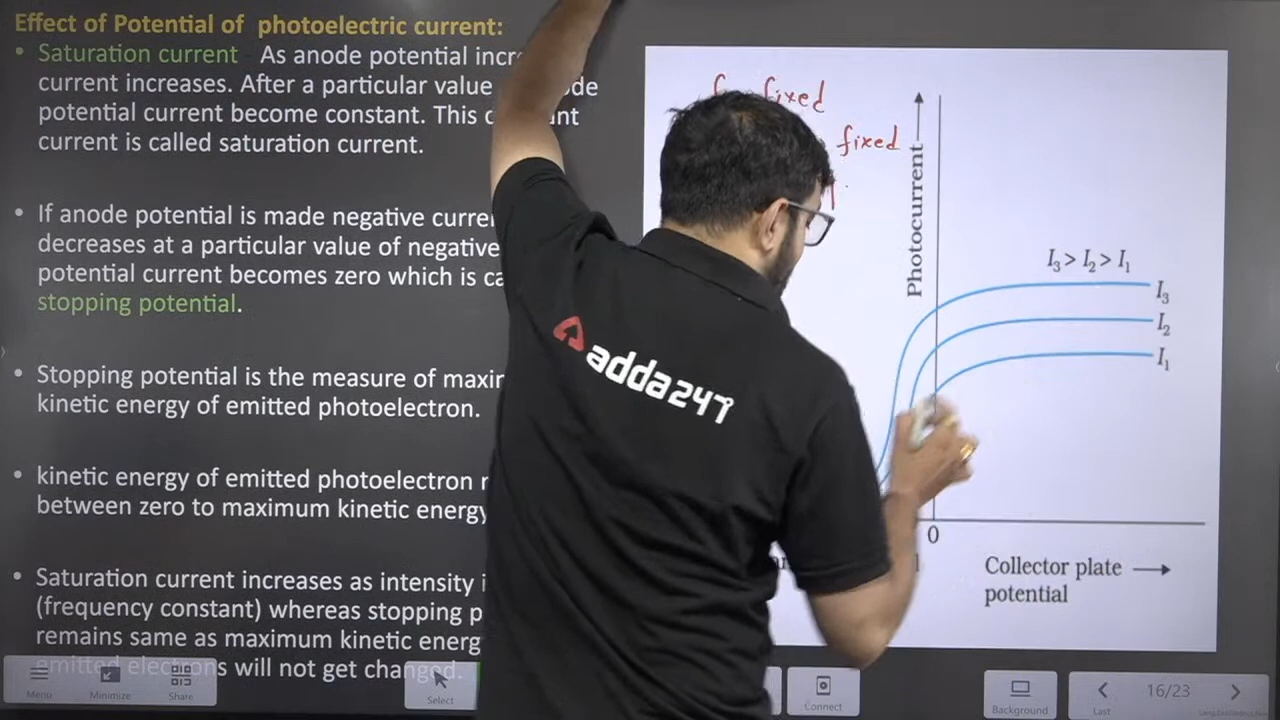 Effect of Potential of photoelectric current:
• Saturation current - As anode potential
current increases. After a particular value
potential current become constant. This
current is called saturation current.
• If anode potential is made negative
decreases at a particular value of negative
potential current becomes zero which is
stopping potential.
• Stopping potential is the measure of
kinetic energy of emitted photoelectron.
• kinetic energy of emitted photoelectron
between zero to maximum kinetic energy
• Saturation current increases as intensity
(frequency constant) whereas stopping
remains same as maximum kinetic
emitted electrons will not get changed.
fixed
fixed
Photocurrent
I₃ > I₂ > I₁
I₃
I₂
I₁
0
Collector plate
potential
adda247
Menu
Minimize
Share
Select
Connect
Background
Last
16/23